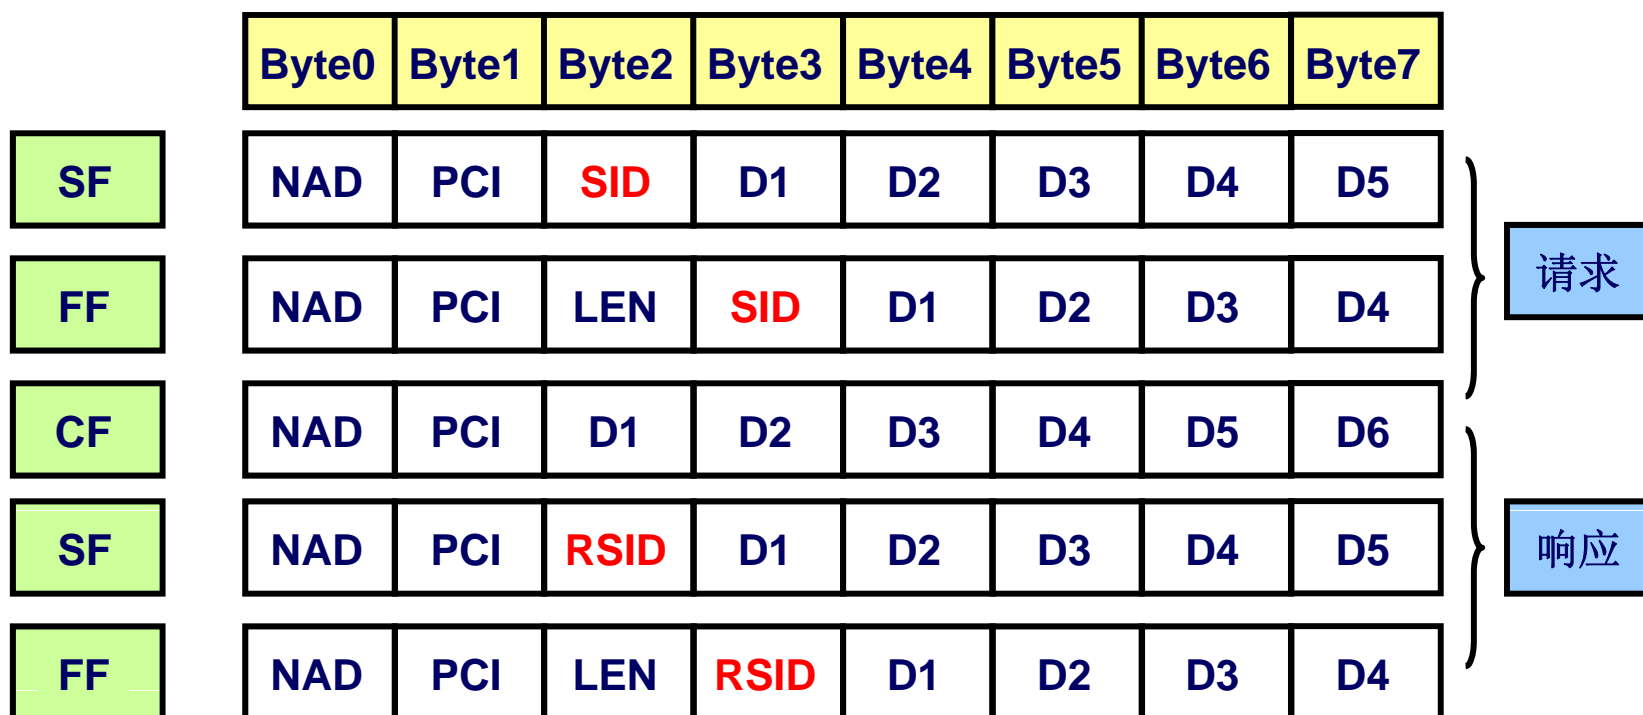 Byte0 Byte1 Byte2 Byte3 Byte4 Byte5 Byte6 Byte7
SF NAD PCI SID D1 D2 D3 D4 D5
请求
FF NAD PCI LEN SID D1 D2 D3 D4
CF NAD PCI D1 D2 D3 D4 D5 D6
SF NAD PCI RSID D1 D2 D3 D4 D5
响应
FF NAD PCI LEN RSID D1 D2 D3 D4